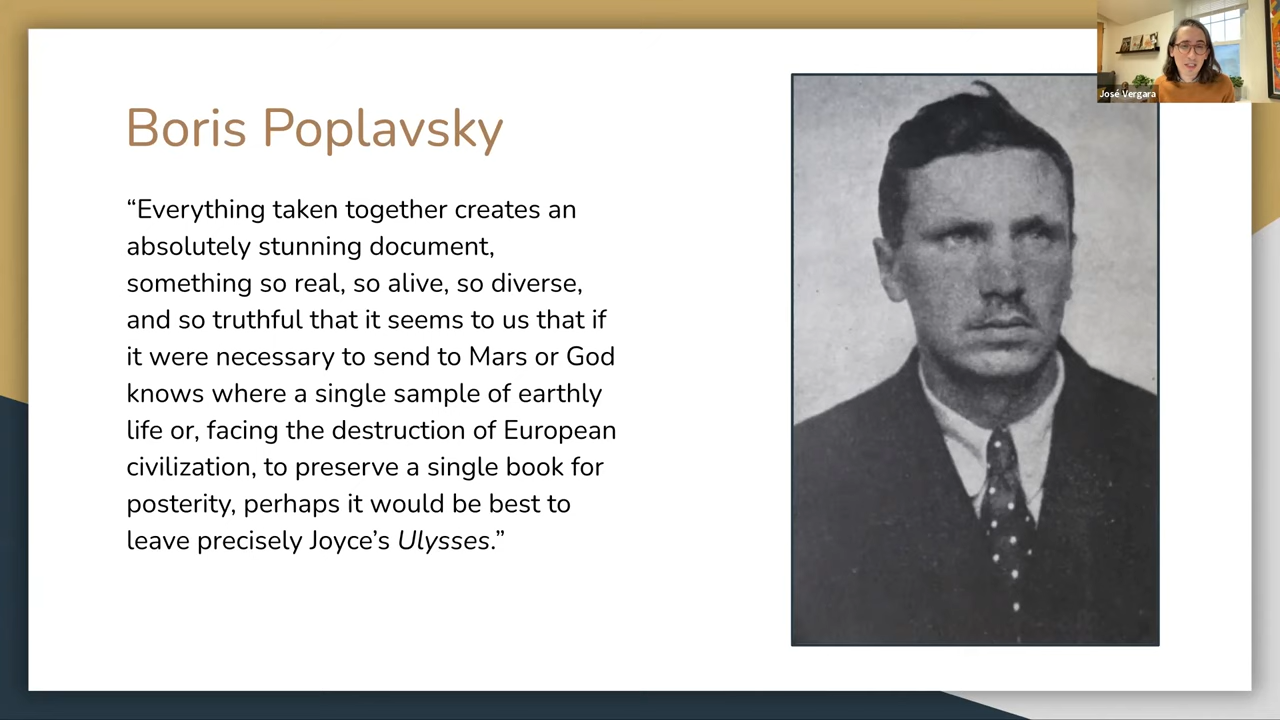 José Vergara
Boris Poplavsky
“Everything taken together creates an
absolutely stunning document,
something so real, so alive, so diverse,
and so truthful that it seems to us that if
it were necessary to send to Mars or God
knows where a single sample of earthly
life or, facing the destruction of European
civilization, to preserve a single book for
posterity, perhaps it would be best to
leave precisely Joyce’s Ulysses.”